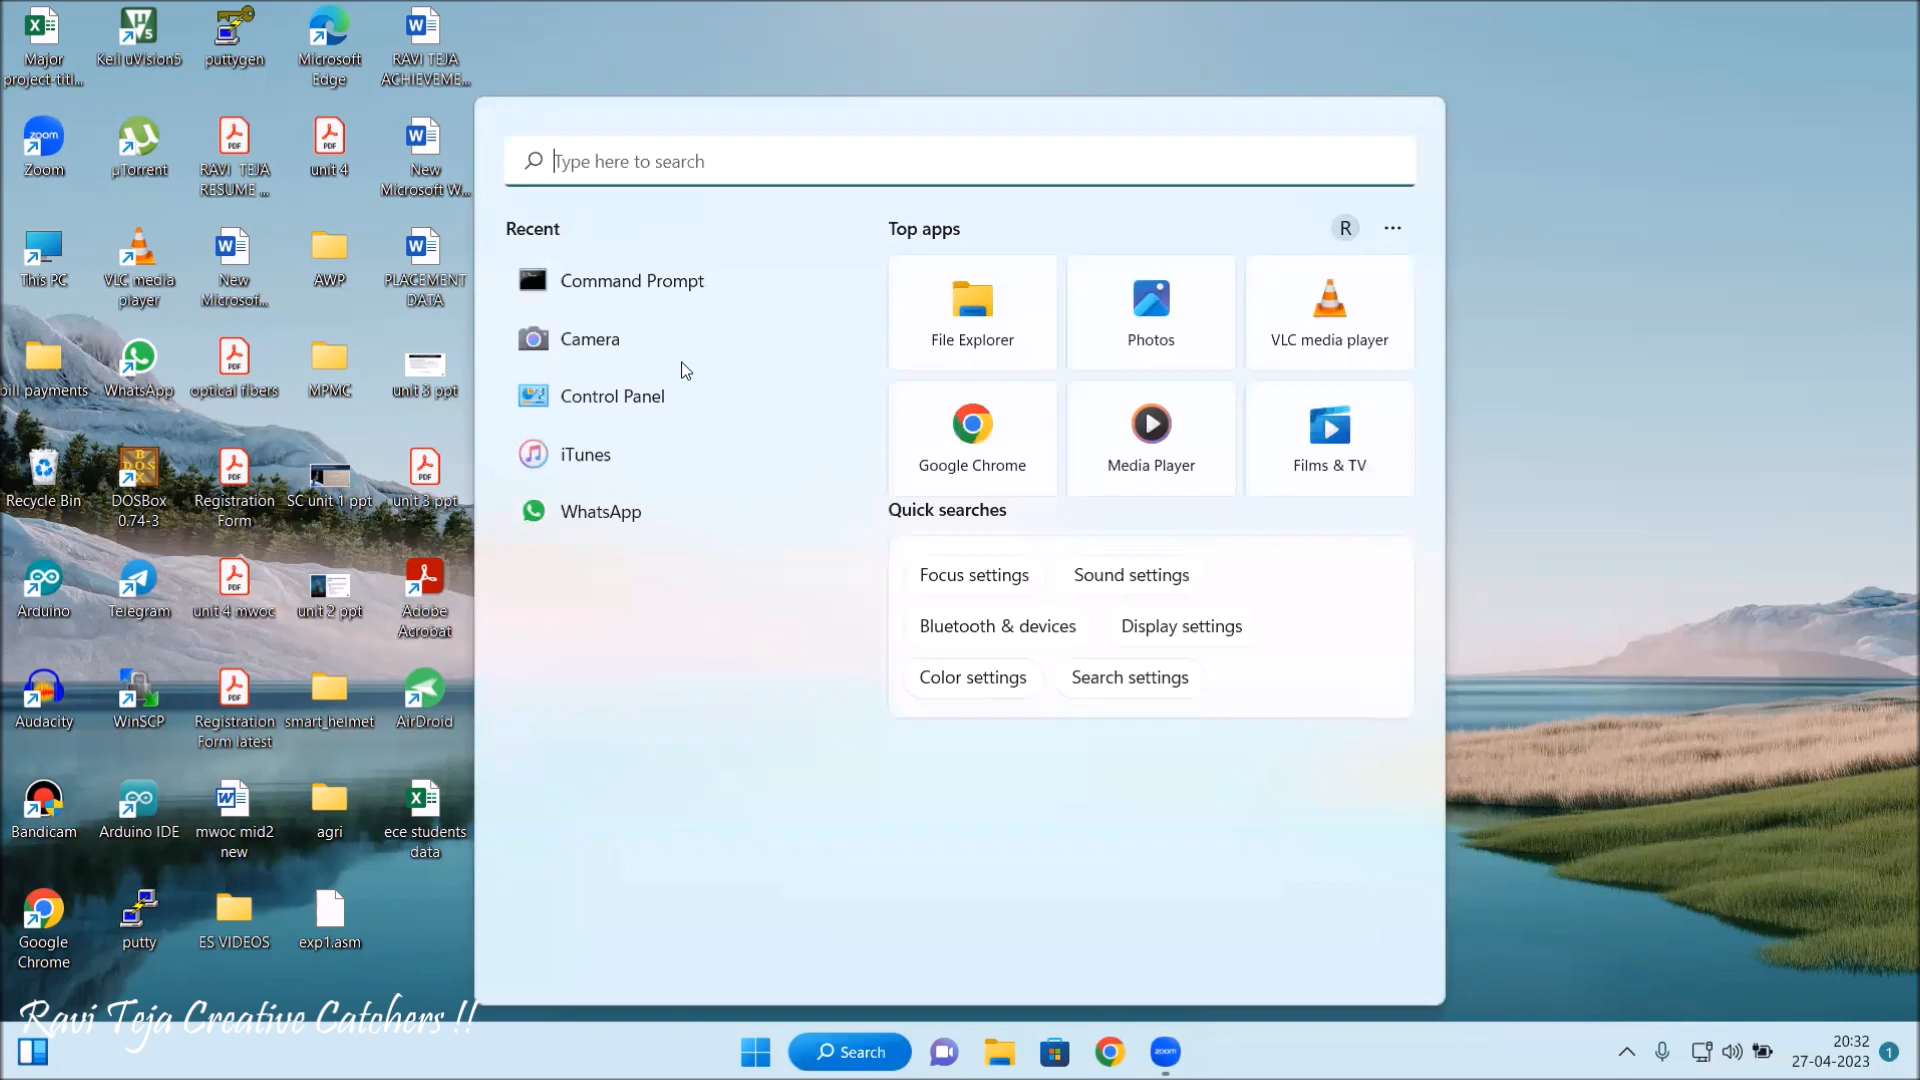 Major
project-titl...
Keil uVision5
puttygen
Microsoft
Edge
RAVI TEJA
ACHIEVEME...
Zoom
µTorrent
RAVI TEJA
RESUME ...
unit 4
New
Microsoft W...
This PC
VLC media
player
New
Microsof...
AWP
PLACEMENT
DATA
bill payments
WhatsApp
optical fibers
MPMC
unit 3 ppt
Recycle Bin
DOSBox
0.74-3
Registration
Form
SC unit 1 ppt
unit 3 ppt
Arduino
Telegram
unit 4 mwoc
unit 2 ppt
Adobe
Acrobat
Audacity
WinSCP
Registration
Form latest
smart_helmet
AirDroid
Bandicam
Arduino IDE
mwoc mid2
new
agri
ece students
data
Google
Chrome
putty
ES VIDEOS
exp1.asm
Type here to search
Recent
Command Prompt
Camera
Control Panel
iTunes
WhatsApp
Top apps
R
File Explorer
Photos
VLC media player
Google Chrome
Media Player
Films & TV
Quick searches
Focus settings
Sound settings
Bluetooth & devices
Display settings
Color settings
Search settings
Ravi Teja Creative Catchers !!
Search
zoom
20:32
27-04-2023
1